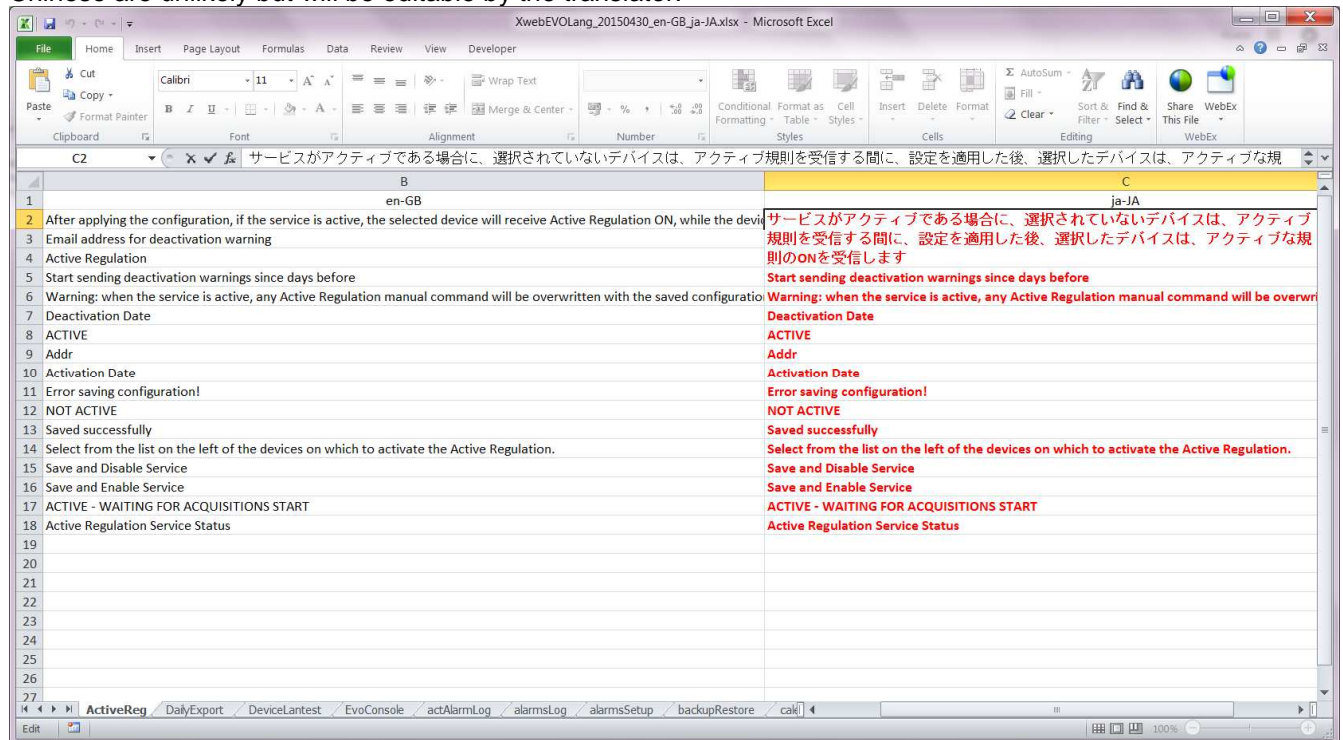 Chinese are unlikely but will be suitable by the translator.
XwebEVOLang_20150430_en-GB_ja-JA.xlsx - Microsoft Excel
File Home Insert Page Layout Formulas Data Review View Developer
Cut
Copy
Format Painter
Paste
Calibri 11
Wrap Text
Merge & Center
Conditional Formatting
Format as Table
Cell Styles
Insert Delete Format
AutoSum
Fill
Clear
Sort & Filter
Find & Select
Share This File
WebEx
Clipboard Font Alignment Number Styles Cells Editing WebEx
C2 fx サービスがアクティブである場合に、選択されていないデバイスは、アクティブ規則を受信する間に、設定を適用した後、選択したデバイスは、アクティブな規
B C
1 en-GB ja-JA
2 After applying the configuration, if the service is active, the selected device will receive Active Regulation ON, while the devic サービスがアクティブである場合に、選択されていないデバイスは、アクティブ
3 Email address for deactivation warning 規則を受信する間に、設定を適用した後、選択したデバイスは、アクティブな規
4 Active Regulation 則のONを受信します
5 Start sending deactivation warnings since days before Start sending deactivation warnings since days before
6 Warning: when the service is active, any Active Regulation manual command will be overwritten with the saved configuratio Warning: when the service is active, any Active Regulation manual command will be overwri
7 Deactivation Date Deactivation Date
8 ACTIVE ACTIVE
9 Addr Addr
10 Activation Date Activation Date
11 Error saving configuration! Error saving configuration!
12 NOT ACTIVE NOT ACTIVE
13 Saved successfully Saved successfully
14 Select from the list on the left of the devices on which to activate the Active Regulation. Select from the list on the left of the devices on which to activate the Active Regulation.
15 Save and Disable Service Save and Disable Service
16 Save and Enable Service Save and Enable Service
17 ACTIVE - WAITING FOR ACQUISITIONS START ACTIVE - WAITING FOR ACQUISITIONS START
18 Active Regulation Service Status Active Regulation Service Status
19
20
21
22
23
24
25
26
27
ActiveReg DailyExport DeviceLantest EvoConsole actAlarmLog alarmsLog alarmsSetup backupRestore
Edit 100%